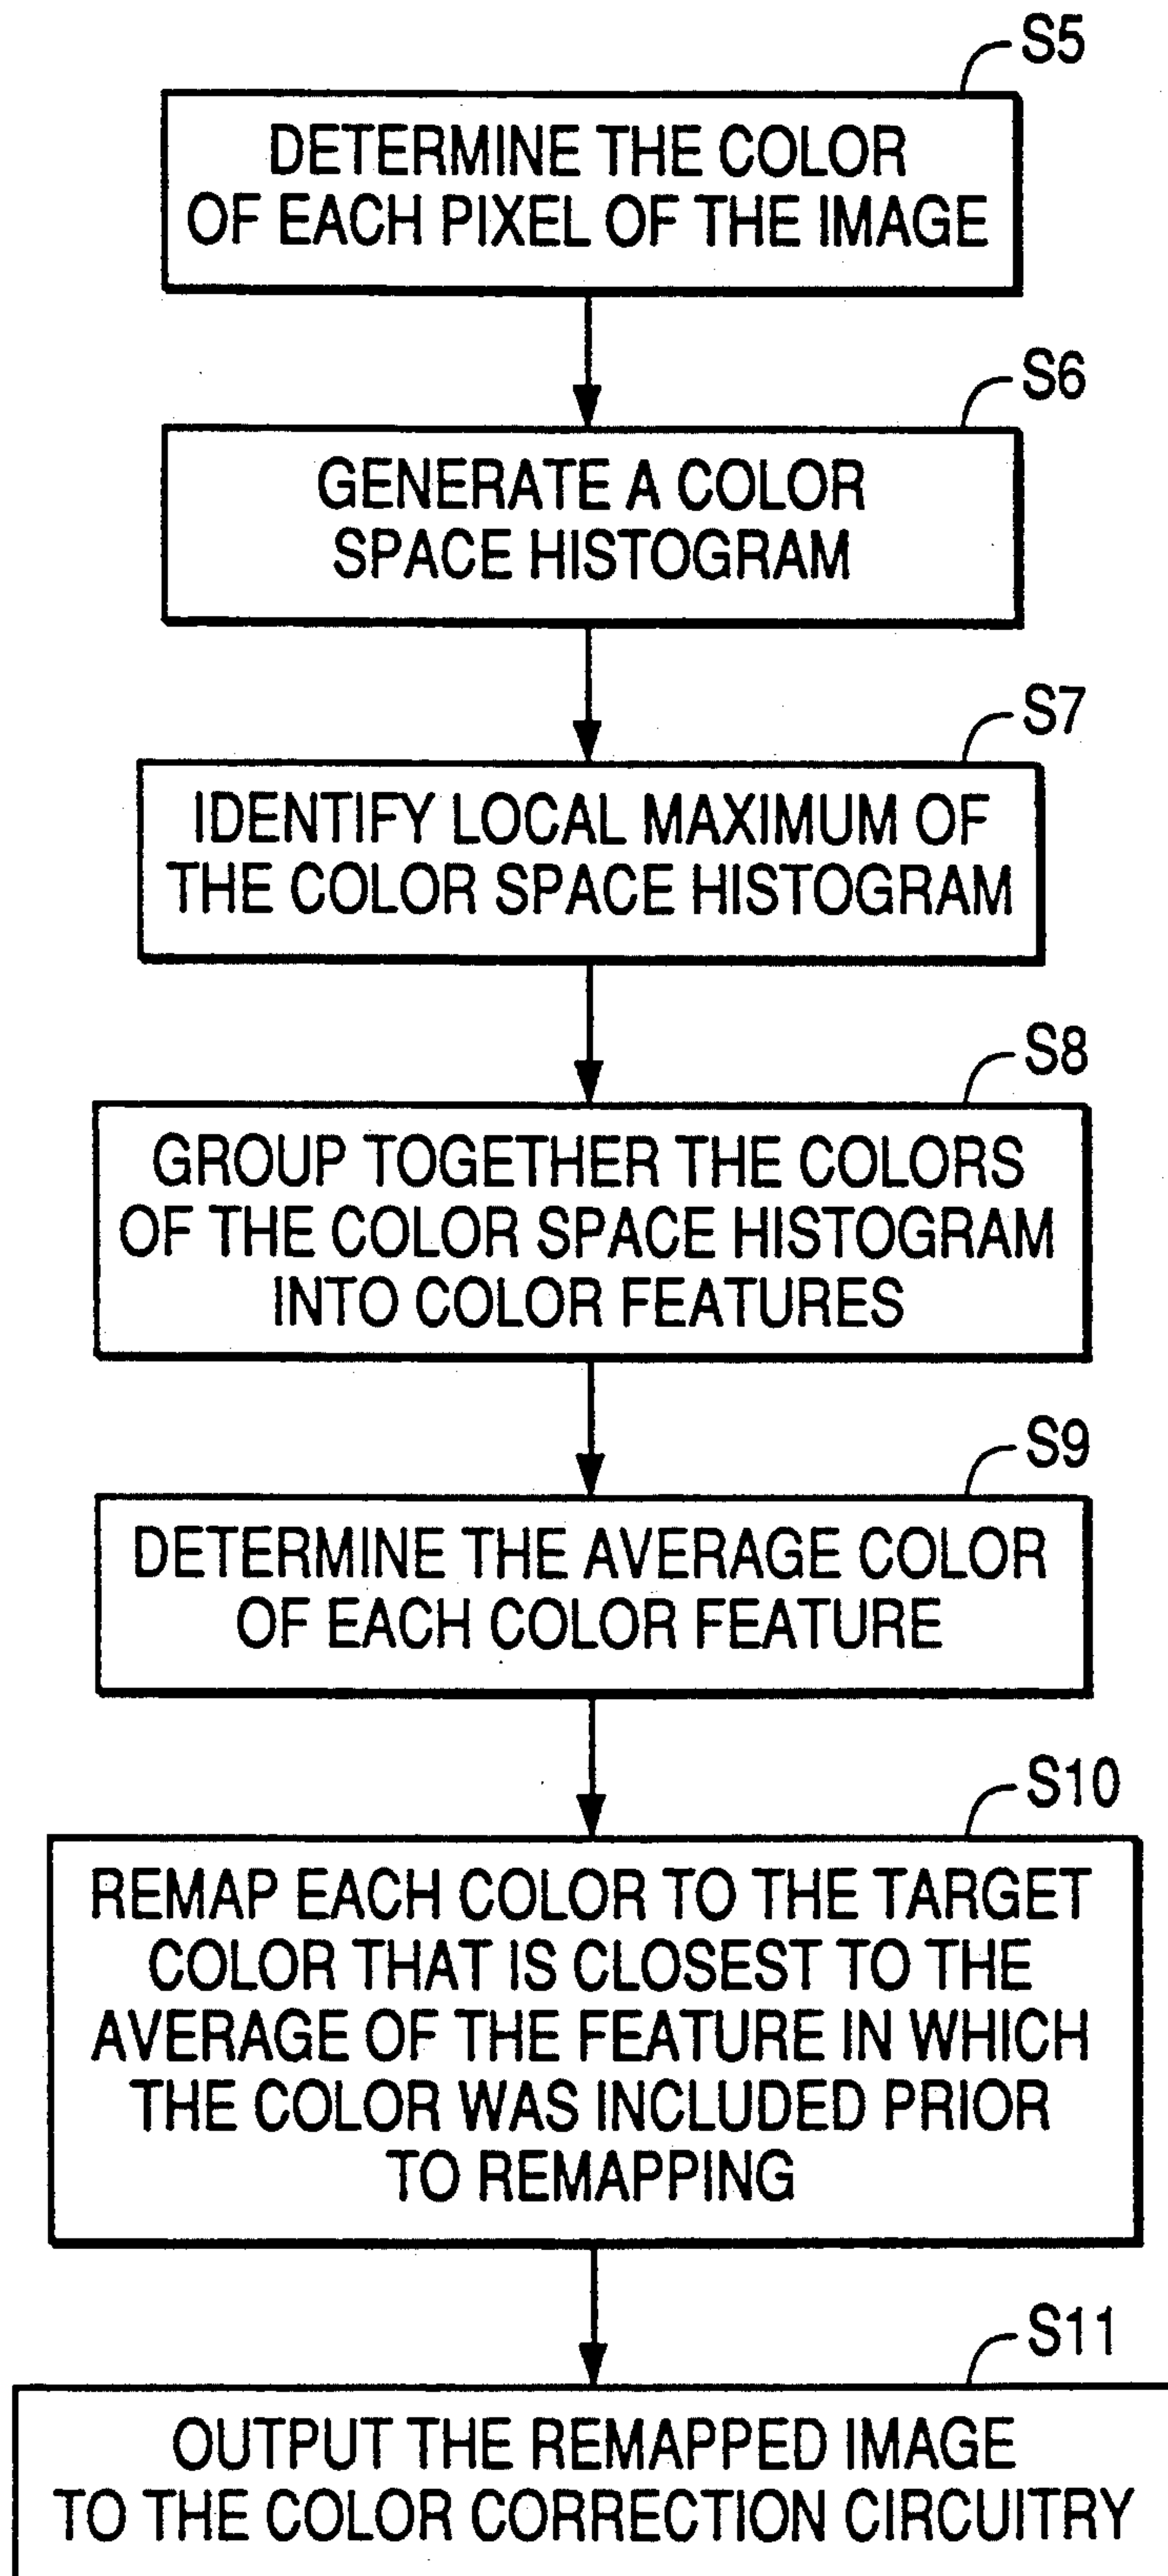 S5
DETERMINE THE COLOR
OF EACH PIXEL OF THE IMAGE
S6
GENERATE A COLOR
SPACE HISTOGRAM
S7
IDENTIFY LOCAL MAXIMUM OF
THE COLOR SPACE HISTOGRAM
S8
GROUP TOGETHER THE COLORS
OF THE COLOR SPACE HISTOGRAM
INTO COLOR FEATURES
S9
DETERMINE THE AVERAGE COLOR
OF EACH COLOR FEATURE
S10
REMAP EACH COLOR TO THE TARGET
COLOR THAT IS CLOSEST TO THE
AVERAGE OF THE FEATURE IN WHICH
THE COLOR WAS INCLUDED PRIOR
TO REMAPPING
S11
OUTPUT THE REMAPPED IMAGE
TO THE COLOR CORRECTION CIRCUITRY